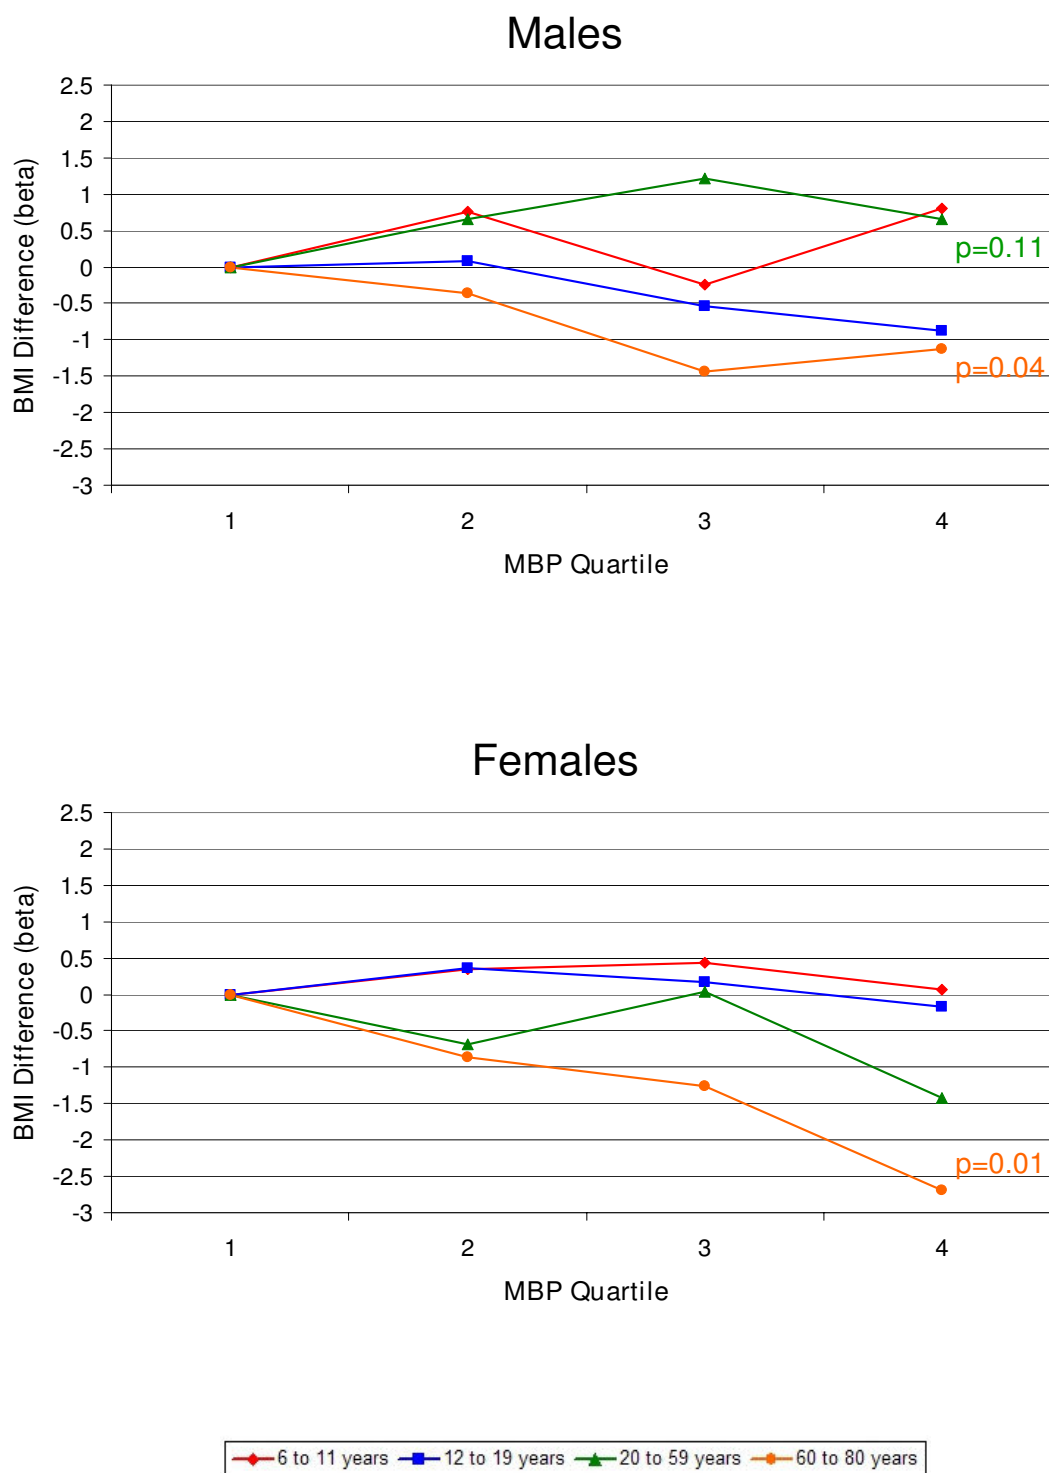 Males
2.5
2
1.5
1
0.5
0
-0.5
-1
-1.5
-2
-2.5
-3
BMI Difference (beta)
p=0.11
p=0.04
1 2 3 4
MBP Quartile
Females
2.5
2
1.5
1
0.5
0
-0.5
-1
-1.5
-2
-2.5
-3
BMI Difference (beta)
p=0.01
1 2 3 4
MBP Quartile
6 to 11 years 12 to 19 years 20 to 59 years 60 to 80 years